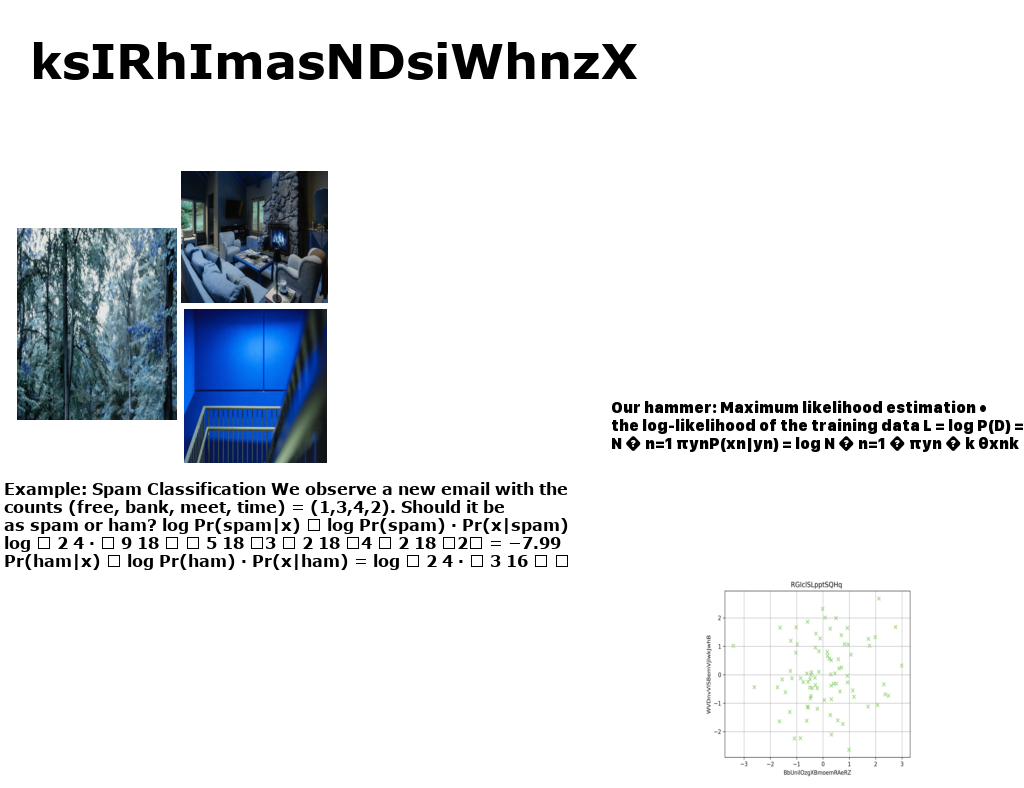 ksIRhImasNDsiWhnzX
Our hammer: Maximum likelihood estimation •
the log-likelihood of the training data L = log P(D) =
N � n=1 πynP(xn|yn) = log N � n=1 � πyn � k θxnk
Example: Spam Classification We observe a new email with the
counts (free, bank, meet, time) = (1,3,4,2). Should it be
as spam or ham? log Pr(spam|x) □ log Pr(spam) · Pr(x|spam)
log □ 2 4 · □ 9 18 □ □ 5 18 □3 □ 2 18 □4 □ 2 18 □2□ = −7.99
Pr(ham|x) □ log Pr(ham) · Pr(x|ham) = log □ 2 4 · □ 3 16 □ □
2
1
0
−1
−2
−3 −2 −1 0 1 2 3